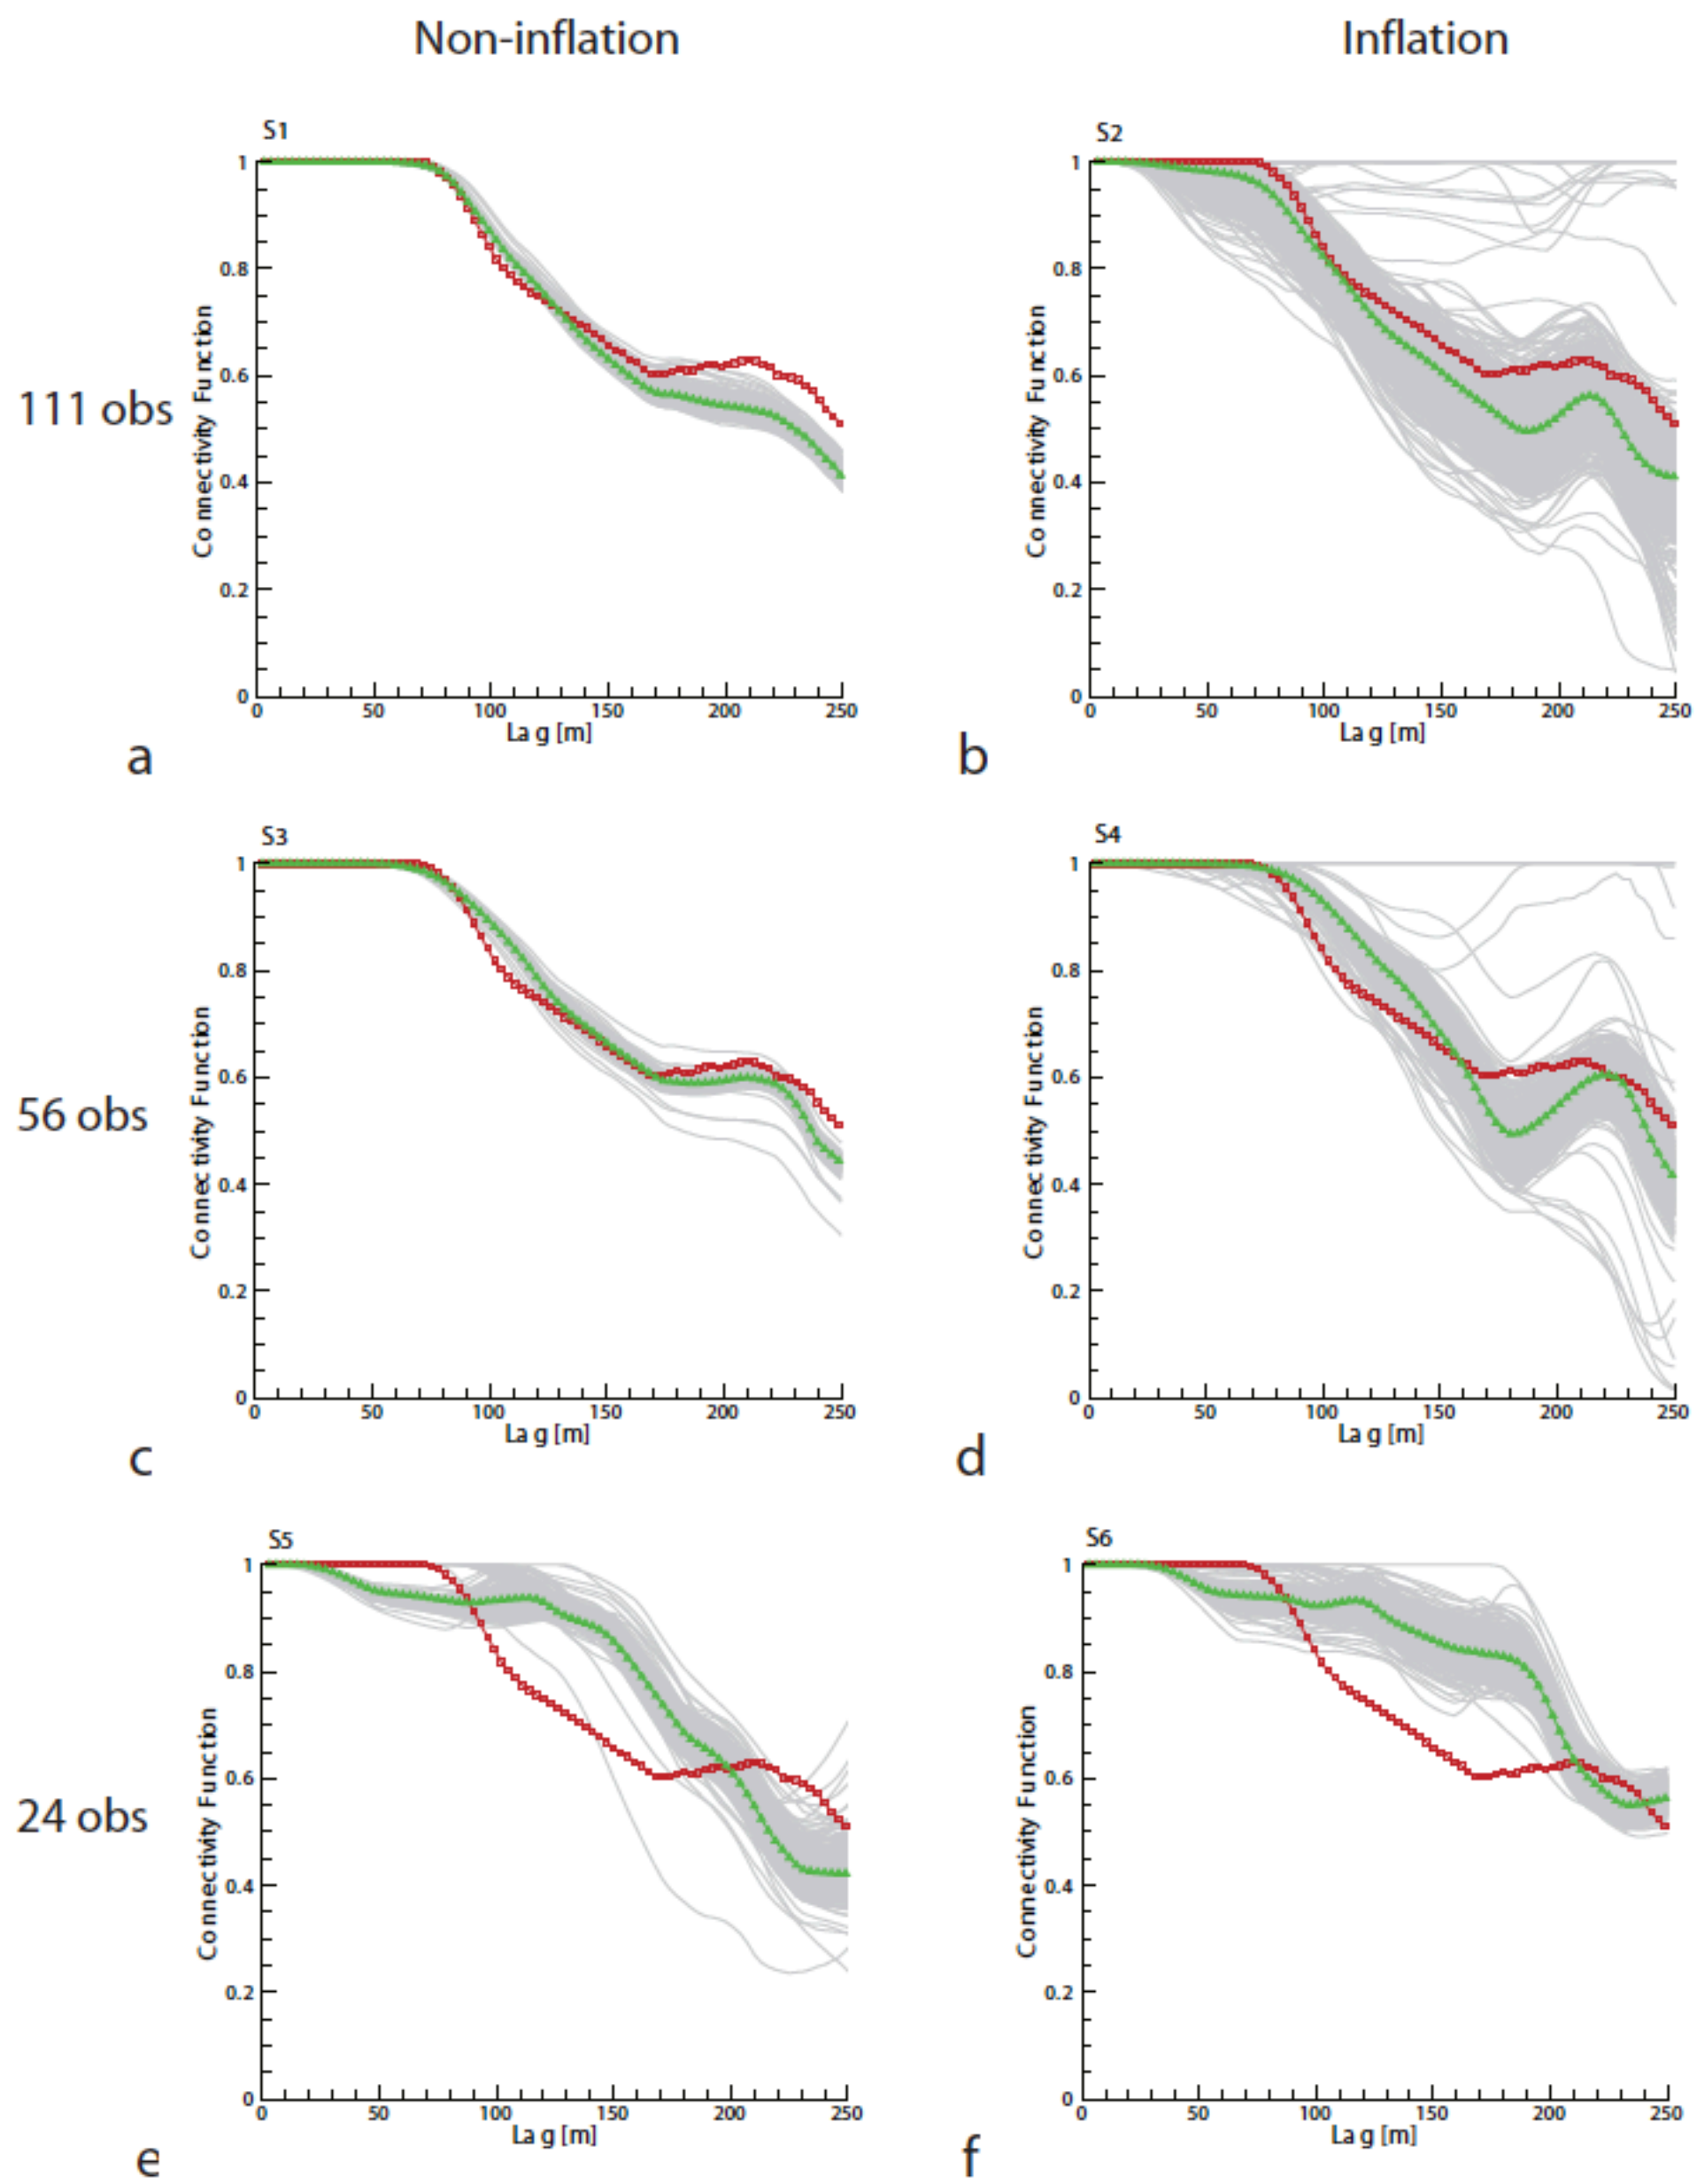 Non-inflation Inflation
S1 S2
1 1
0.8 0.8
0.6 0.6
111 obs
Connectivity Function Connectivity Function
0.4 0.4
0.2 0.2
0 0
0 50 100 150 200 250 0 50 100 150 200 250
Lag [m] Lag [m]
a b
S3 S4
1 1
0.8 0.8
0.6 0.6
56 obs
Connectivity Function Connectivity Function
0.4 0.4
0.2 0.2
0 0
0 50 100 150 200 250 0 50 100 150 200 250
Lag [m] Lag [m]
c d
S5 S6
1 1
0.8 0.8
0.6 0.6
24 obs
Connectivity Function Connectivity Function
0.4 0.4
0.2 0.2
0 0
0 50 100 150 200 250 0 50 100 150 200 250
Lag [m] Lag [m]
e f